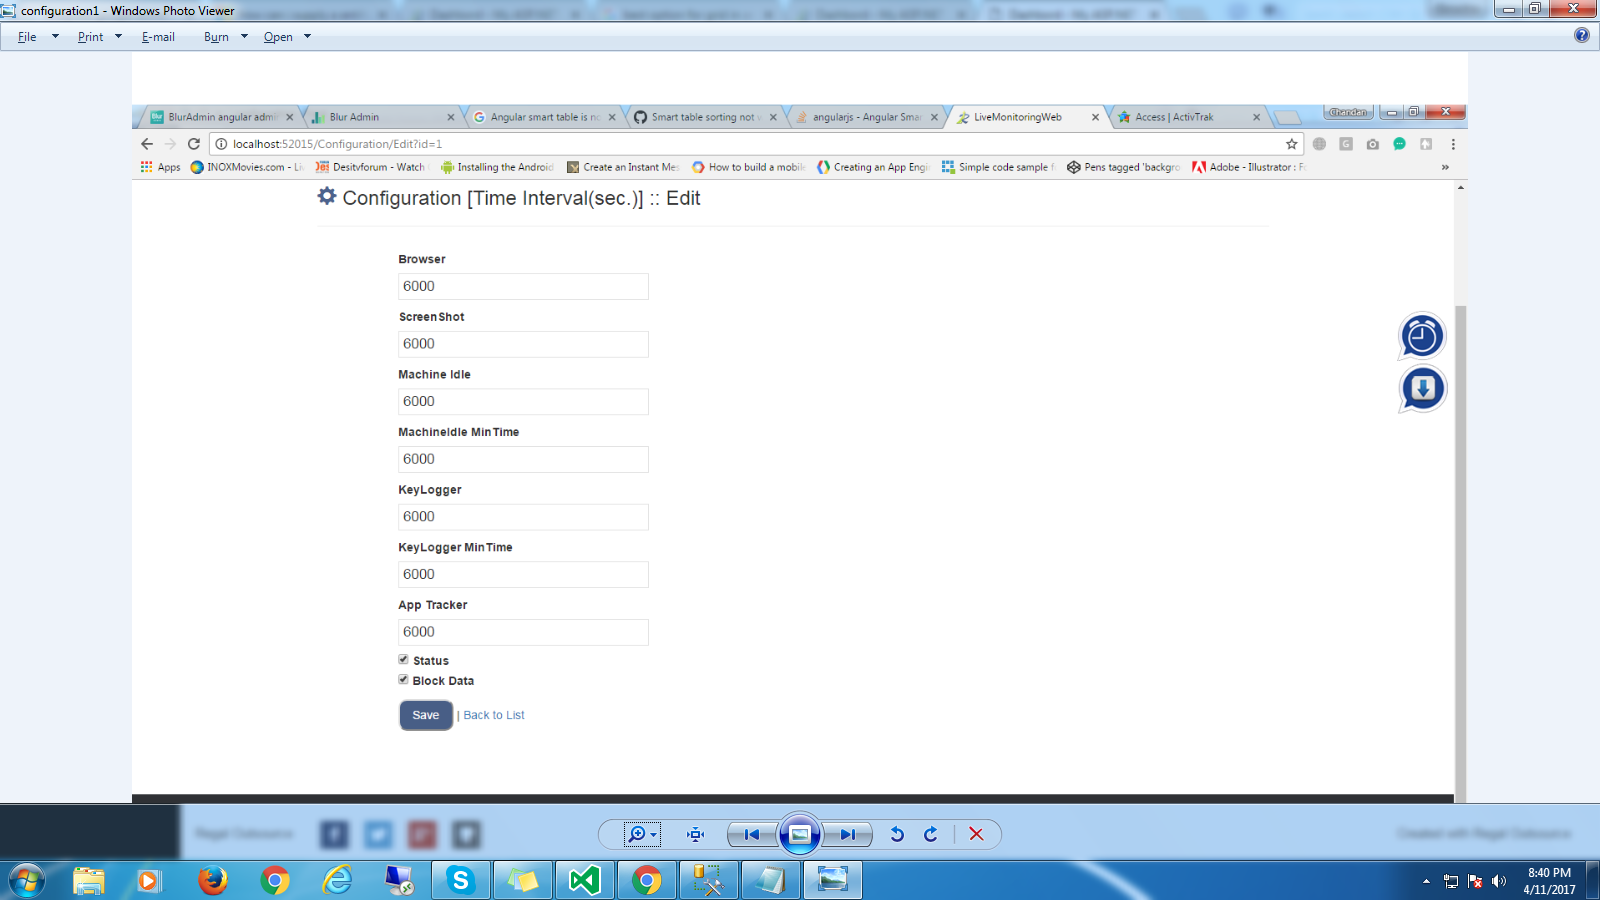 configuration1 - Windows Photo Viewer
File Print E-mail Burn Open
BlurAdmin angular admi
Blur Admin
Angular smart table is no
Smart table sorting not
angularjs - Angular Smar
LiveMonitoringWeb
Access | ActivTrak
Chandan
localhost:52015/Configuration/Edit?id=1
Apps
INOXMovies.com - Li
Desitvforum - Watch
Installing the Android
Create an Instant Mes
How to build a mobile
Creating an App Engi
Simple code sample f
Pens tagged 'backgro
Adobe - Illustrator : F
»
Configuration [Time Interval(sec.)] :: Edit
Browser
6000
ScreenShot
6000
Machine Idle
6000
MachineIdle MinTime
6000
KeyLogger
6000
KeyLogger MinTime
6000
App Tracker
6000
Status
Block Data
Save | Back to List
8:40 PM
4/11/2017